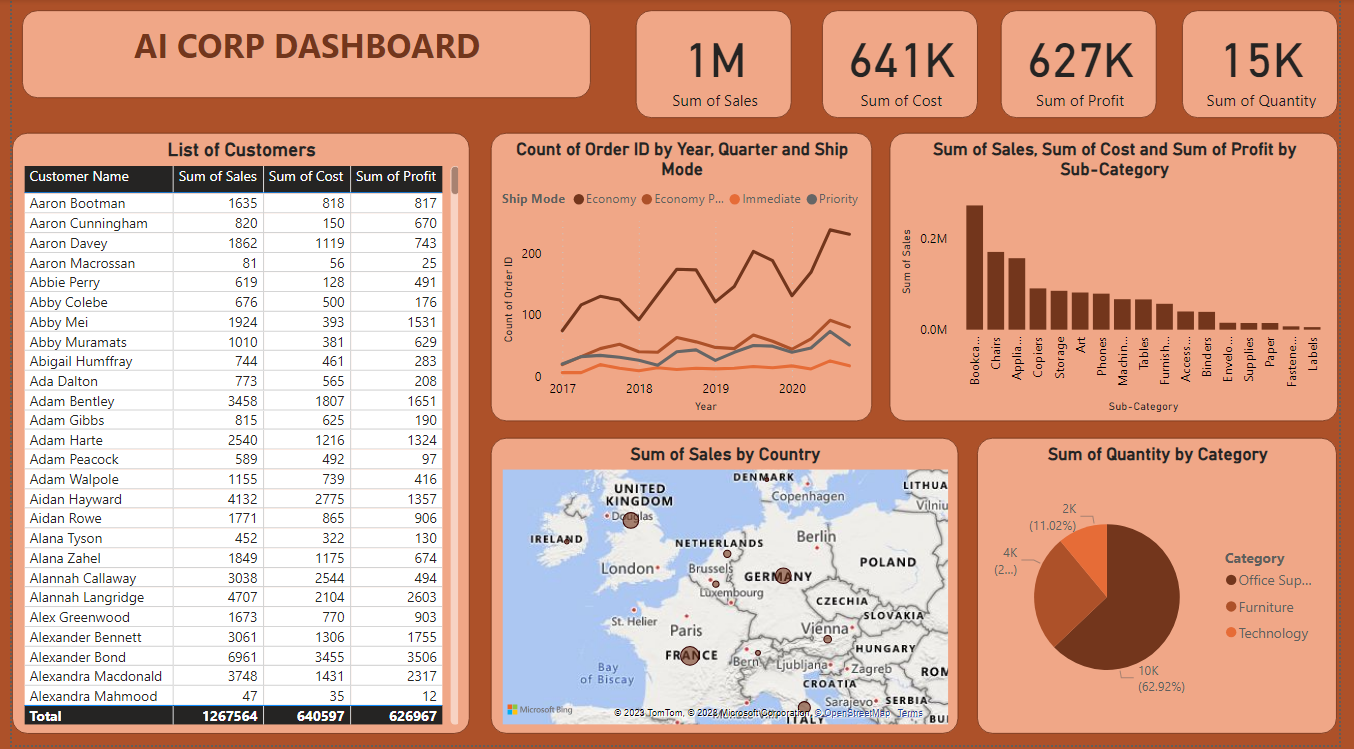 AI CORP DASHBOARD
1M
Sum of Sales
641K
Sum of Cost
627K
Sum of Profit
15K
Sum of Quantity
List of Customers
Customer Name Sum of Sales Sum of Cost Sum of Profit
Aaron Bootman 1635 818 817
Aaron Cunningham 820 150 670
Aaron Davey 1862 1119 743
Aaron Macrossan 81 56 25
Abbie Perry 619 128 491
Abby Colebe 676 500 176
Abby Mei 1924 393 1531
Abby Muramats 1010 381 629
Abigail Humffray 744 461 283
Ada Dalton 773 565 208
Adam Bentley 3458 1807 1651
Adam Gibbs 815 625 190
Adam Harte 2540 1216 1324
Adam Peacock 589 492 97
Adam Walpole 1155 739 416
Aidan Hayward 4132 2775 1357
Aidan Rowe 1771 865 906
Alana Tyson 452 322 130
Alana Zahel 1849 1175 674
Alannah Callaway 3038 2544 494
Alannah Langridge 4707 2104 2603
Alex Greenwood 1673 770 903
Alexander Bennett 3061 1306 1755
Alexander Bond 6961 3455 3506
Alexandra Macdonald 3748 1431 2317
Alexandra Mahmood 47 35 12
Total 1267564 640597 626967
Count of Order ID by Year, Quarter and Ship
Mode
Ship Mode Economy Economy P... Immediate Priority
Count of Order ID
200
100
0
2017 2018 2019 2020
Year
Sum of Sales, Sum of Cost and Sum of Profit by
Sub-Category
Sum of Sales
0.2M
0.0M
Bookca...
Chairs
Applia...
Copiers
Storage
Art
Phones
Machin...
Tables
Furnish...
Access...
Binders
Envelo...
Supplies
Paper
Fastene...
Labels
Sub-Category
Sum of Sales by Country
DENMARK
Copenhagen
LITHUA
Vilniu
UNITED
KINGDOM
Douglas
IRELAND
NETHERLANDS
Berlin
London
Brussels
GERMANY
POLAND
Luxembourg
CZECHIA
St. Helier
Paris
SLOVAKIA
Vienna
FRANCE
HUNGARY
Bern
Ljubljana
Zagreb
ROM
Bay
of Biscay
CROATIA
Sarajevo
SERBIA
ITALY
BUL
Microsoft Bing
© 2023 TomTom, © 2023 Microsoft Corporation, © OpenStreetMap Terms
Sum of Quantity by Category
2K
(11.02%)
4K
(2...)
10K
(62.92%)
Category
Office Sup...
Furniture
Technology